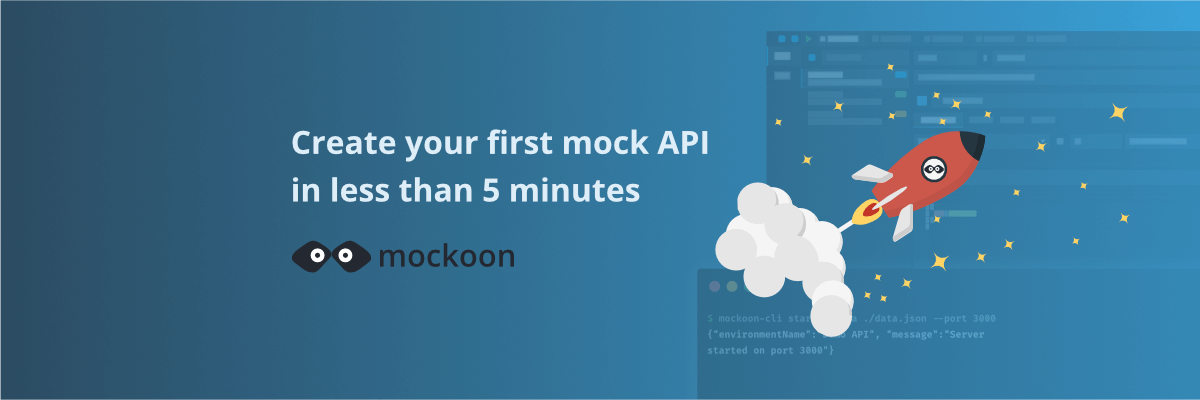 Create your first mock API
in less than 5 minutes
mockoon
$ mockoon-cli ./data.json --port 3000
{"environmentName": API", "message":"Server
started on port 3000"}